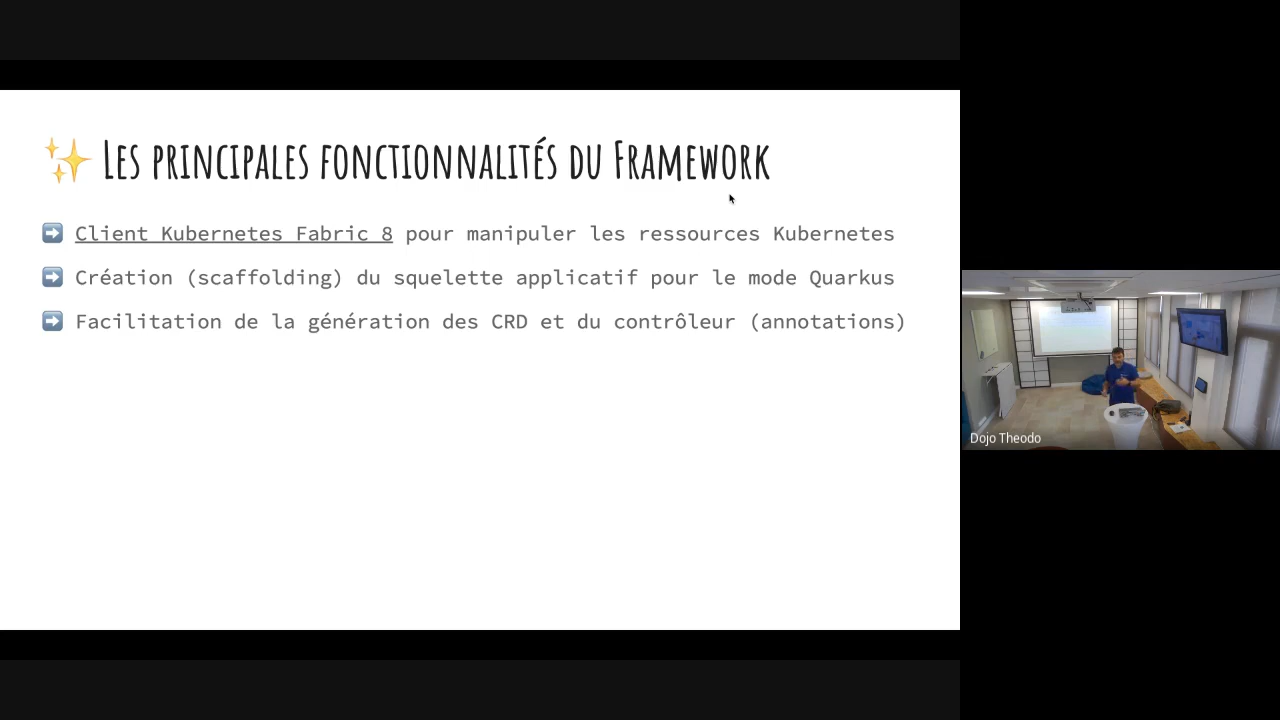 ✨ Les principales fonctionnalités du Framework
➡️ Client Kubernetes Fabric 8 pour manipuler les ressources Kubernetes
➡️ Création (scaffolding) du squelette applicatif pour le mode Quarkus
➡️ Facilitation de la génération des CRD et du contrôleur (annotations)
Dojo Theodo